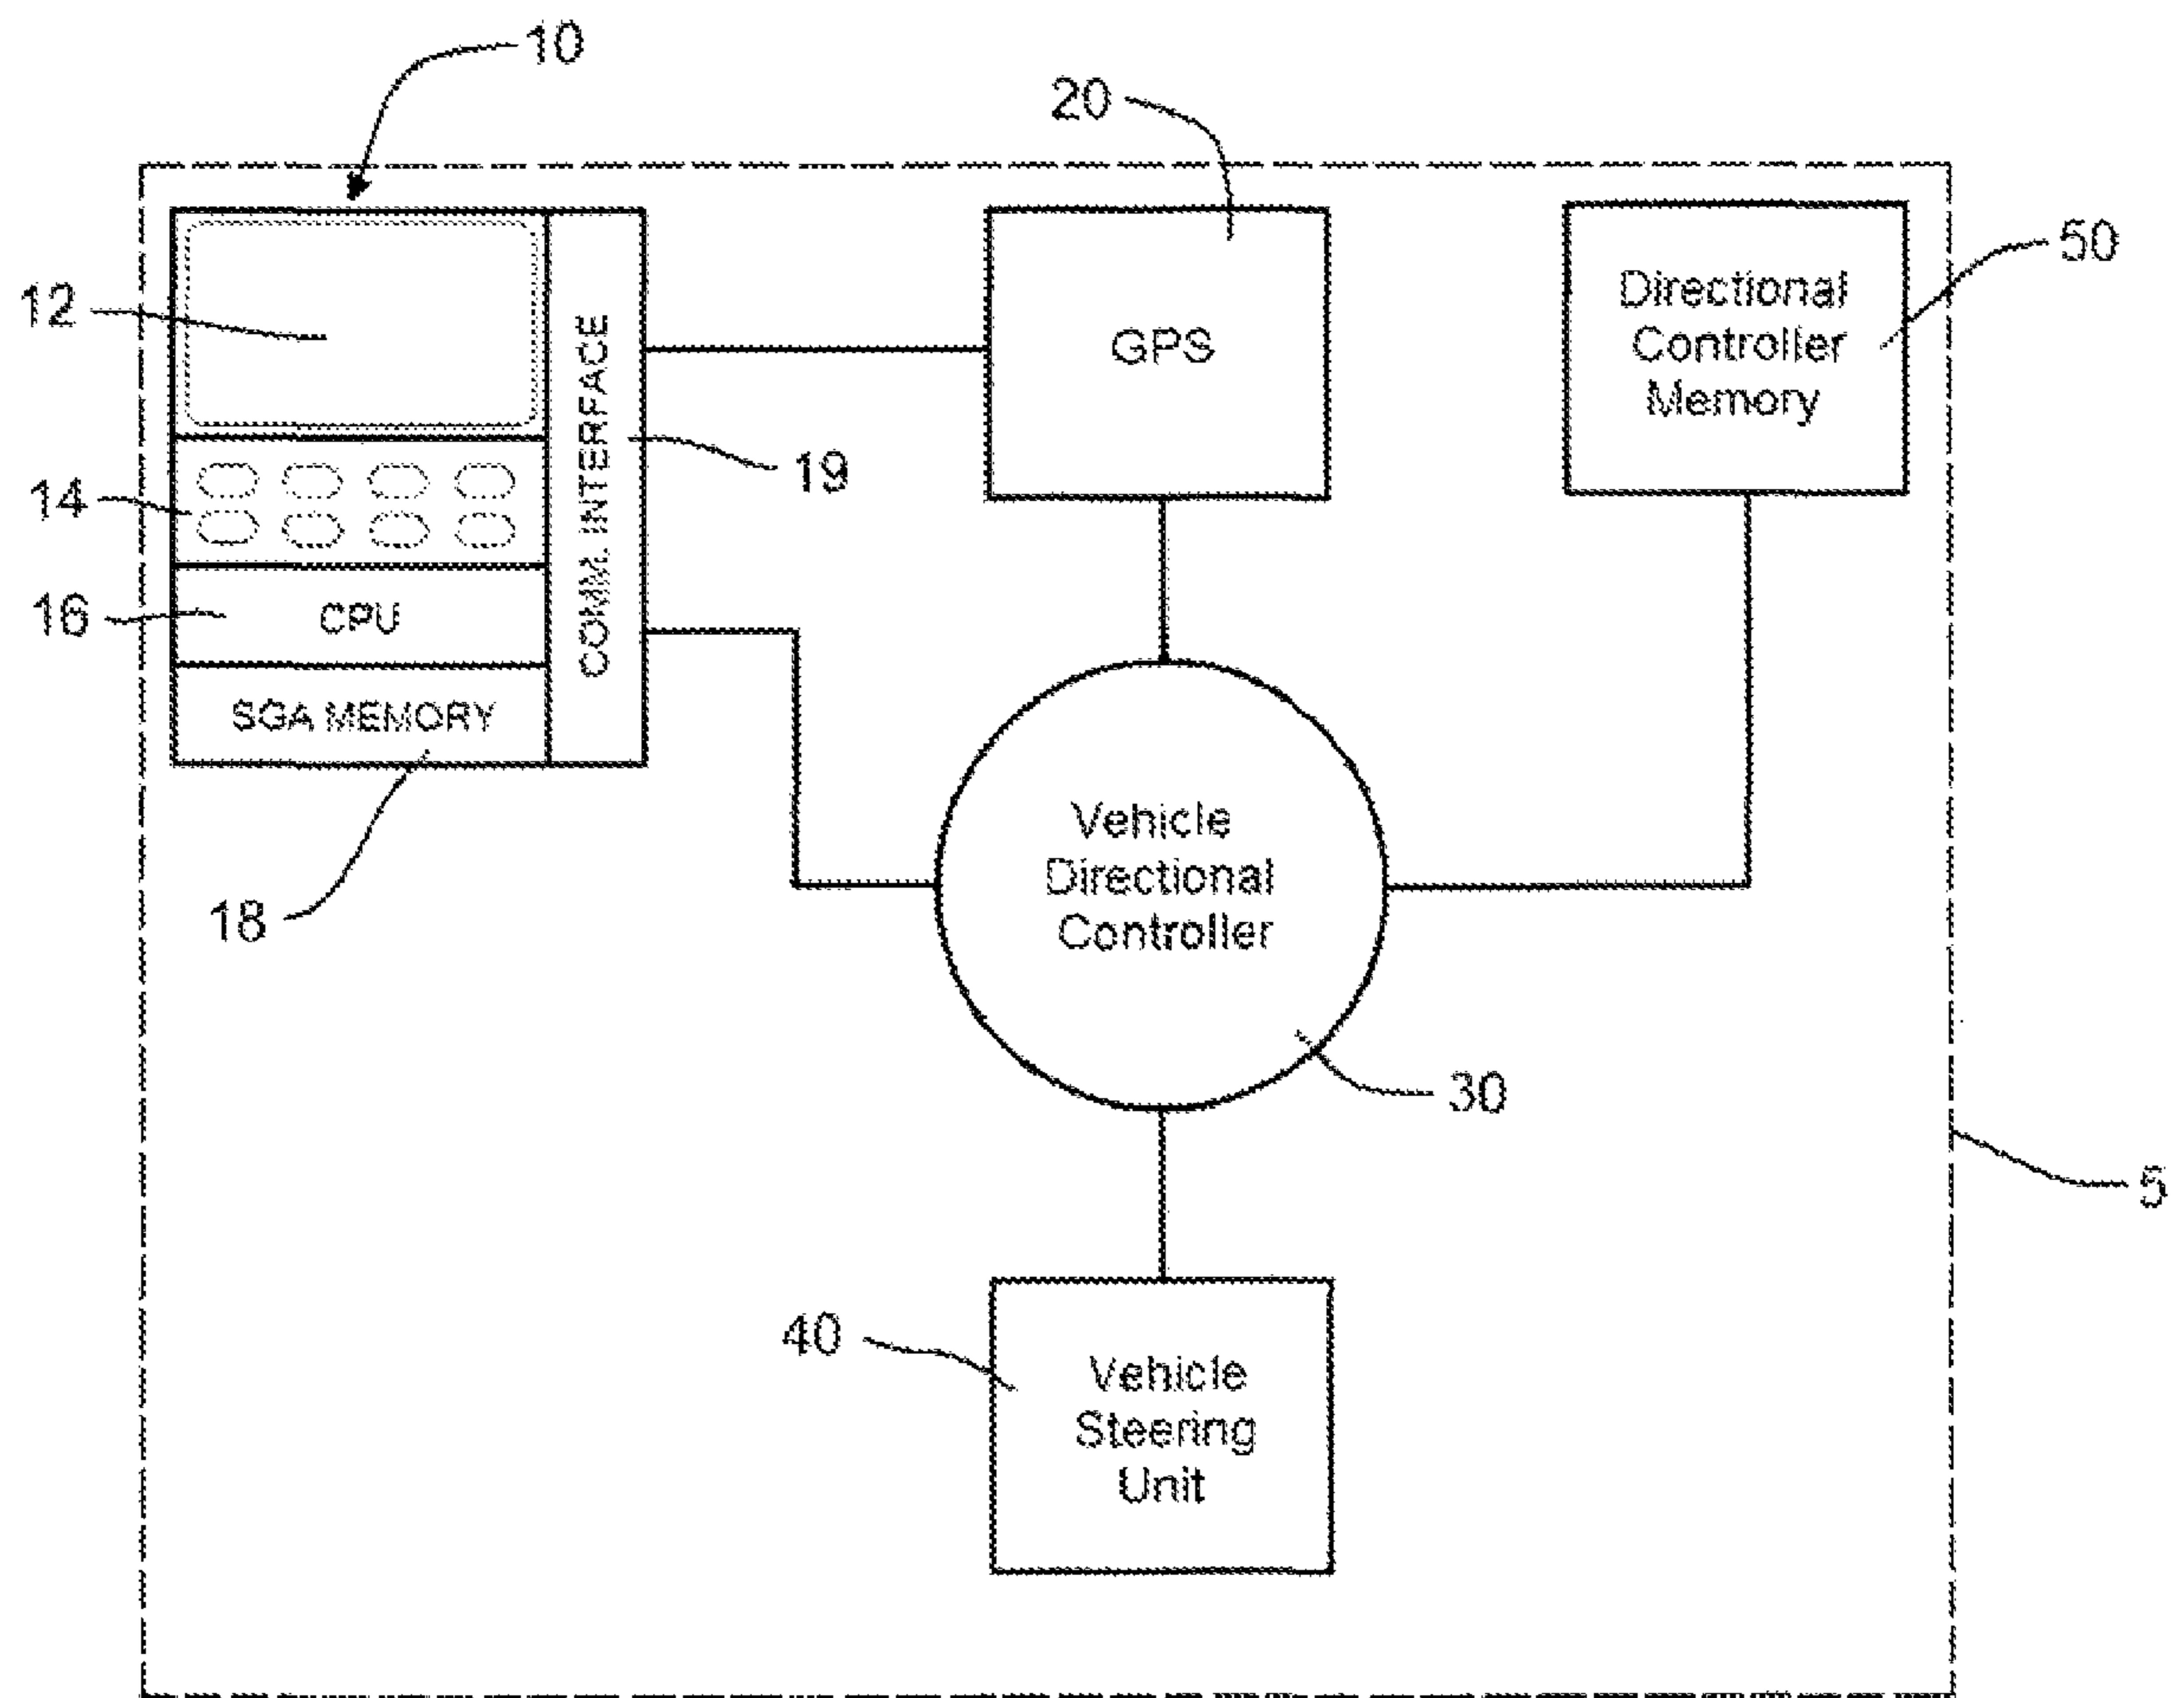 10
20
50
12
COMM. INTERFACE
GPS
Directional
Controller
Memory
19
14
16
CPU
SGA MEMORY
18
Vehicle
Directional
Controller
30
5
40
Vehicle
Steering
Unit